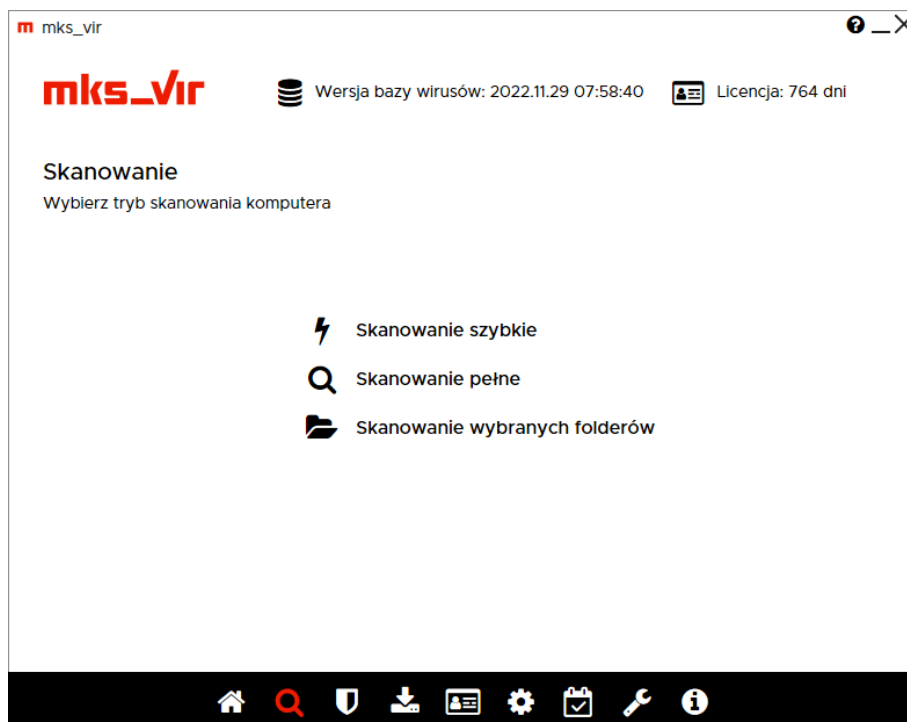 mks_vir
mks_vir
Wersja bazy wirusów: 2022.11.29 07:58:40
Licencja: 764 dni
Skanowanie
Wybierz tryb skanowania komputera
Skanowanie szybkie
Skanowanie pełne
Skanowanie wybranych folderów